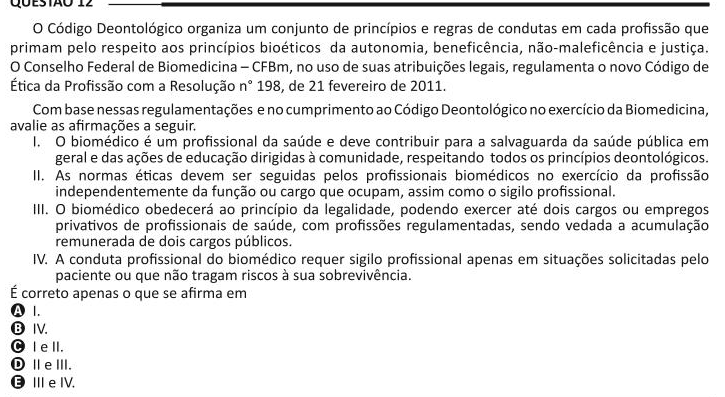 QUESTÃO 12
O Código Deontológico organiza um conjunto de princípios e regras de condutas em cada profissão que
primam pelo respeito aos princípios bioéticos da autonomia, beneficência, não-maleficência e justiça.
O Conselho Federal de Biomedicina – CFBm, no uso de suas atribuições legais, regulamenta o novo Código de
Ética da Profissão com a Resolução n° 198, de 21 fevereiro de 2011.
Com base nessas regulamentações e no cumprimento ao Código Deontológico no exercício da Biomedicina,
avalie as afirmações a seguir.
I. O biomédico é um profissional da saúde e deve contribuir para a salvaguarda da saúde pública em
geral e das ações de educação dirigidas à comunidade, respeitando todos os princípios deontológicos.
II. As normas éticas devem ser seguidas pelos profissionais biomédicos no exercício da profissão
independentemente da função ou cargo que ocupam, assim como o sigilo profissional.
III. O biomédico obedecerá ao princípio da legalidade, podendo exercer até dois cargos ou empregos
privativos de profissionais de saúde, com profissões regulamentadas, sendo vedada a acumulação
remunerada de dois cargos públicos.
IV. A conduta profissional do biomédico requer sigilo profissional apenas em situações solicitadas pelo
paciente ou que não tragam riscos à sua sobrevivência.
É correto apenas o que se afirma em
A I.
B IV.
C I e II.
D II e III.
E III e IV.